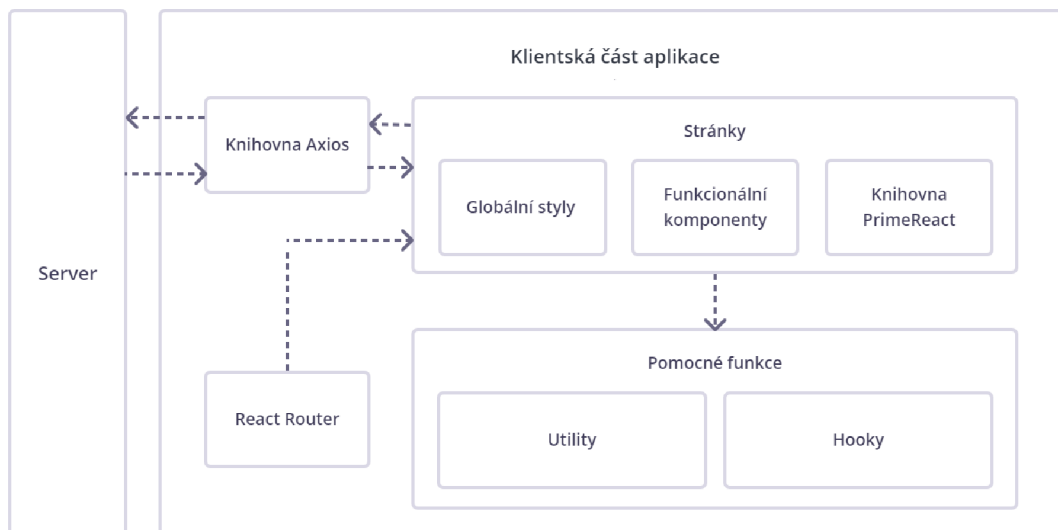 Klientská část aplikace
Knihovna Axios
Stránky
Globální styly
Funkcionální
komponenty
Knihovna
PrimeReact
Server
Pomocné funkce
React Router
Utility
Hooky